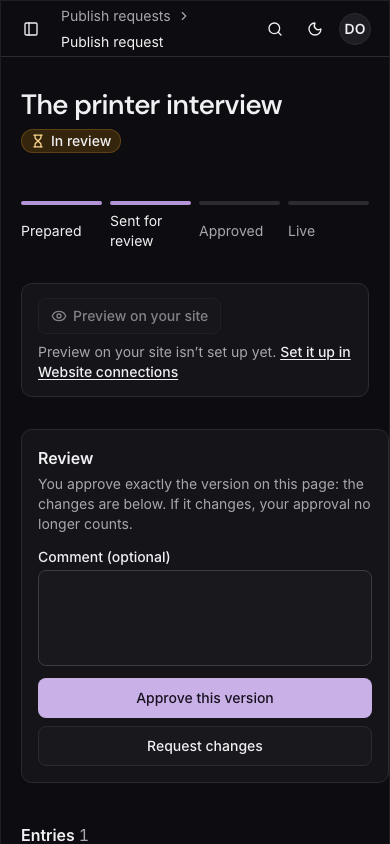 Publish requests
Publish request
DO
The printer interview
In review
Prepared
Sent for
review
Approved
Live
Preview on your site
Preview on your site isn't set up yet. Set it up in
Website connections
Review
You approve exactly the version on this page: the
changes are below. If it changes, your approval no
longer counts.
Comment (optional)
Approve this version
Request changes
Entries 1